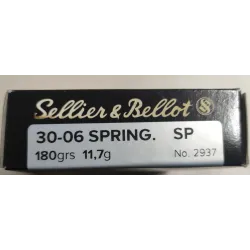 Sellier & Bellot
30-06 SPRING. SP
180grs 11,7g No. 2937